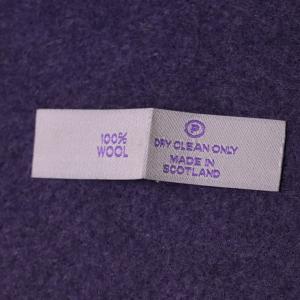 100%
WOOL
P
DRY CLEAN ONLY
MADE IN
SCOTLAND